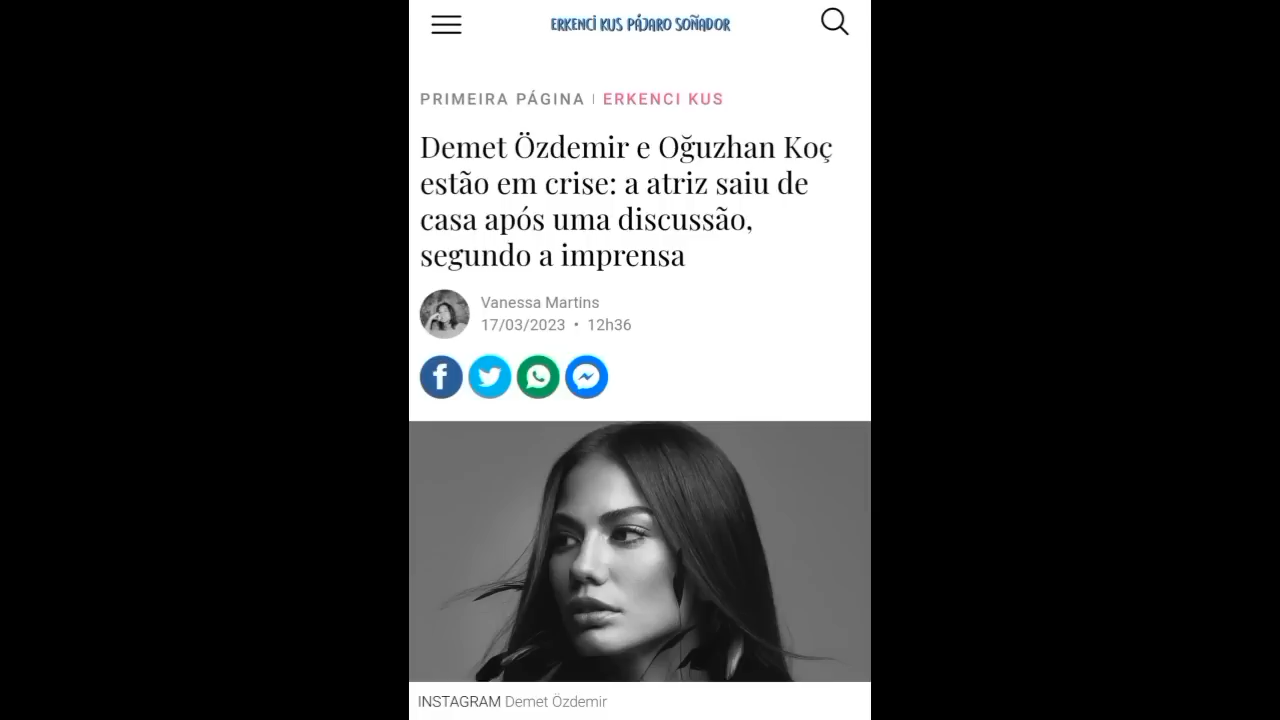 ERKENCİ KUS PÁJARO SOÑADOR
PRIMEIRA PÁGINA | ERKENCI KUS
Demet Özdemir e Oğuzhan Koç
estão em crise: a atriz saiu de
casa após uma discussão,
segundo a imprensa
Vanessa Martins
17/03/2023 • 12h36
INSTAGRAM Demet Özdemir